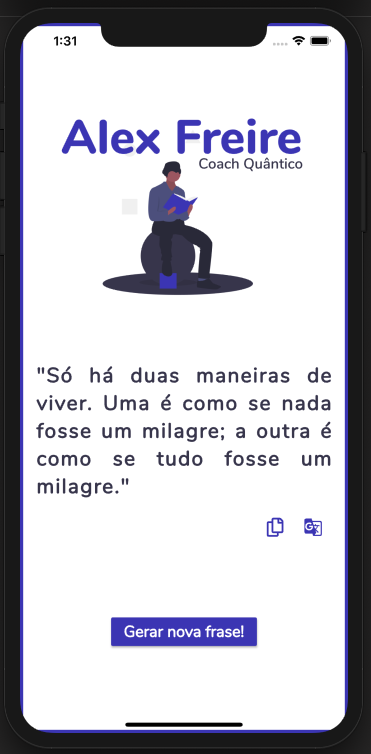 1:31
Alex Freire
Coach Quântico
"Só há duas maneiras de
viver. Uma é como se nada
fosse um milagre; a outra é
como se tudo fosse um
milagre."
Gerar nova frase!